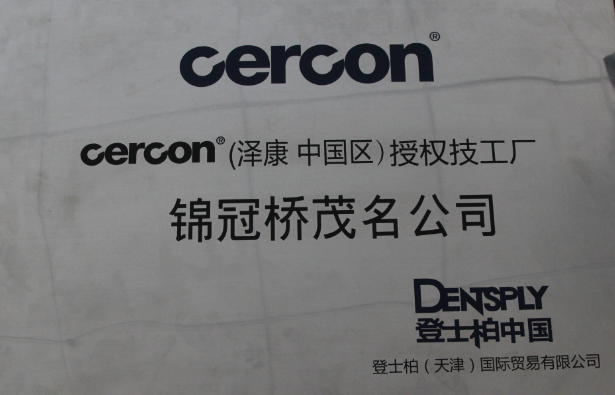 cercon®
cercon®(泽康 中国区)授权技工厂
锦冠桥茂名公司
DENTSPLY
登士柏中国
登士柏（天津）国际贸易有限公司